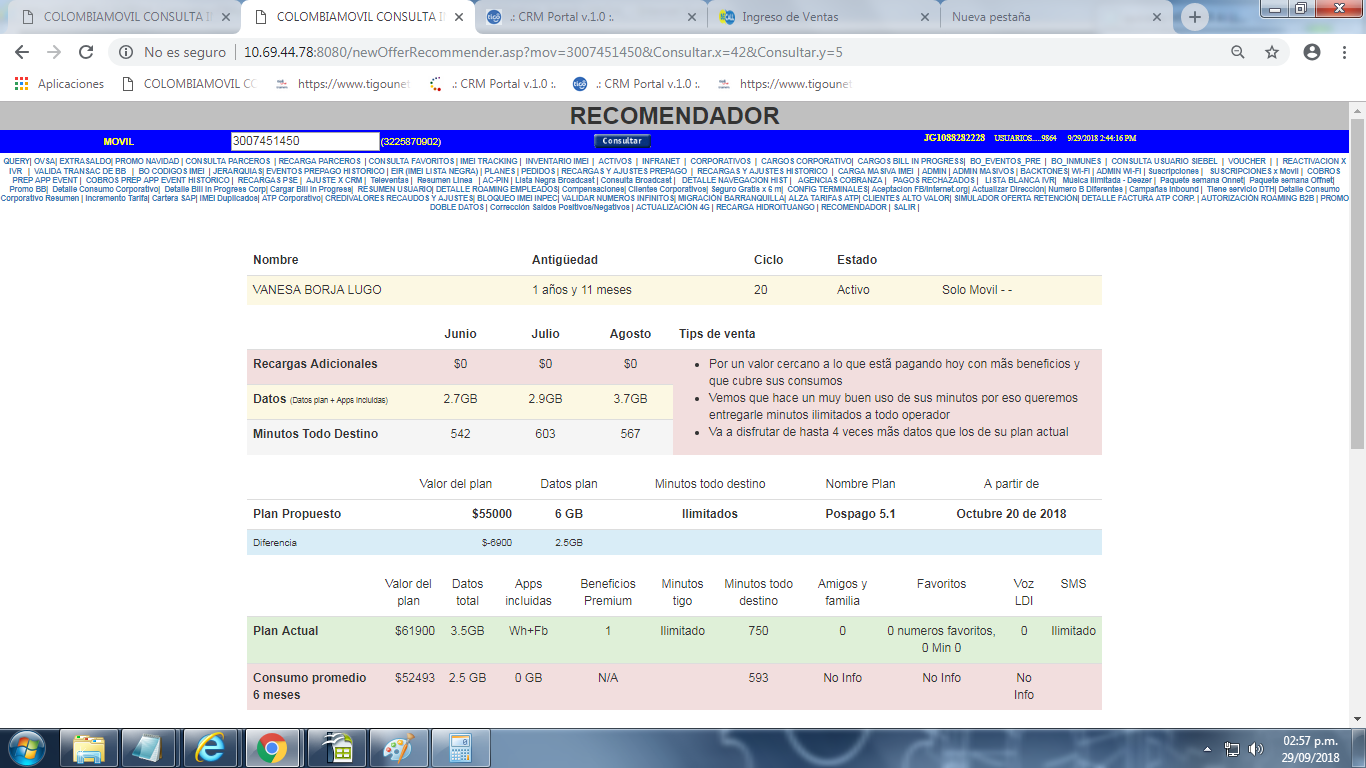 COLOMBIAMOVIL CONSULTA I
COLOMBIAMOVIL CONSULTA I
.: CRM Portal v.1.0 :.
Ingreso de Ventas
Nueva pestaña
No es seguro
10.69.44.78:8080/newOfferRecommender.asp?mov=3007451450&Consultar.x=42&Consultar.y=5
Aplicaciones
COLOMBIAMOVIL CO
https://www.tigounet
.: CRM Portal v.1.0 :.
.: CRM Portal v.1.0 :.
https://www.tigounet
RECOMENDADOR
MOVIL 3007451450 (3225870902) Consultar JG1088282228 USUARIOS.....9864 9/29/2018 2:44:16 PM
QUERY| OVSA| EXTRASALDO| PROMO NAVIDAD | CONSULTA PARCEROS | RECARGA PARCEROS | CONSULTA FAVORITOS | IMEI TRACKING | INVENTARIO IMEI | ACTIVOS | INFRANET | CORPORATIVOS | CARGOS CORPORATIVO| CARGOS BILL IN PROGRESS| BO_EVENTOS_PRE | BO_INMUNES | CONSULTA USUARIO SIEBEL | VOUCHER | | REACTIVACION X
IVR | VALIDA TRANSAC DE BB | BO CODIGOS IMEI | JERARQUIAS| EVENTOS PREPAGO HISTORICO | EIR (IMEI LISTA NEGRA) | PLANES | PEDIDOS | RECARGAS Y AJUSTES PREPAGO | RECARGAS Y AJUSTES HISTORICO | CARGA MASIVA IMEI | ADMIN | ADMIN MASIVOS | BACKTONES| WI-FI | ADMIN WI-FI | Suscripciones | SUSCRIPCIONES x Movil | COBROS
PREP APP EVENT | COBROS PREP APP EVENT HISTORICO | RECARGAS PSE | AJUSTE X CRM | Televentas | Resumen Linea | AC-PIN | Lista Negra Broadcast | Consulta Broadcast | DETALLE NAVEGACION HIST | AGENCIAS COBRANZA | PAGOS RECHAZADOS | LISTA BLANCA IVR| Música Ilimitada - Deezer | Paquete semana Onnet| Paquete semana Offnet|
Promo BB| Detalle Consumo Corporativo| Detalle Bill In Progress Corp| Cargar Bill In Progress| RESUMEN USUARIO| DETALLE ROAMING EMPLEADOS| Compensaciones| Clientes Corporativos| Seguro Gratis x 6 m| CONFIG TERMINALES| Aceptacion FB/Internet.org| Actualizar Dirección| Numero B Diferentes | Campañas Inbound | Tiene servicio DTH| Detalle Consumo
Corporativo Resumen | Incremento Tarifa| Cartera SAP| IMEI Duplicados| ATP Corporativo| CREDIVALORES RECAUDOS Y AJUSTES| BLOQUEO IMEI INPEC| VALIDAR NUMEROS INFINITOS| MIGRACIÓN BARRANQUILLA| ALZA TARIFAS ATP| CLIENTES ALTO VALOR| SIMULADOR OFERTA RETENCIÓN| DETALLE FACTURA ATP CORP. | AUTORIZACIÓN ROAMING B2B | PROMO
DOBLE DATOS | Corrección Saldos Positivos/Negativos | ACTUALIZACIÓN 4G | RECARGA HIDROITUANGO | RECOMENDADOR | SALIR |
Nombre Antigüedad Ciclo Estado
VANESA BORJA LUGO 1 años y 11 meses 20 Activo Solo Movil - -
Junio Julio Agosto Tips de venta
Recargas Adicionales $0 $0 $0
Datos (Datos plan + Apps Incluidas) 2.7GB 2.9GB 3.7GB
Minutos Todo Destino 542 603 567
• Por un valor cercano a lo que estã pagando hoy con mãs beneficios y
que cubre sus consumos
• Vemos que hace un muy buen uso de sus minutos por eso queremos
entregarle minutos ilimitados a todo operador
• Va a disfrutar de hasta 4 veces mãs datos que los de su plan actual
Valor del plan Datos plan Minutos todo destino Nombre Plan A partir de
Plan Propuesto $55000 6 GB Ilimitados Pospago 5.1 Octubre 20 de 2018
Diferencia $-6900 2.5GB
Valor del plan Datos total Apps incluidas Beneficios Premium Minutos tigo Minutos todo destino Amigos y familia Favoritos Voz LDI SMS
Plan Actual $61900 3.5GB Wh+Fb 1 Ilimitado 750 0 0 numeros favoritos, 0 Min 0 0 Ilimitado
Consumo promedio 6 meses $52493 2.5 GB 0 GB N/A 593 No Info No Info No Info
02:57 p.m.
29/09/2018